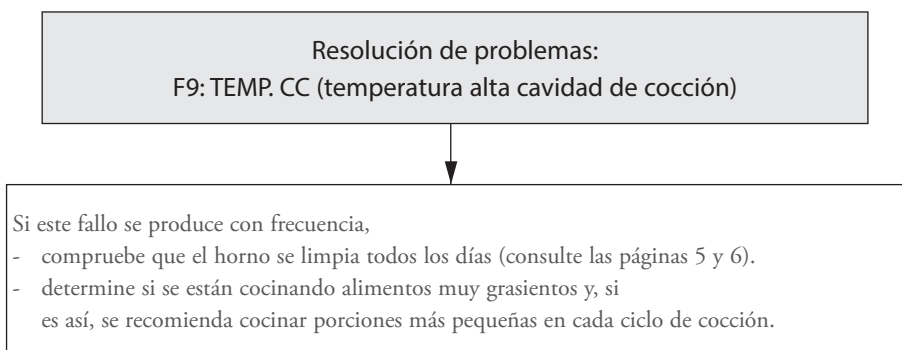 Resolución de problemas:
F9: TEMP. CC (temperatura alta cavidad de cocción)
Si este fallo se produce con frecuencia,
- compruebe que el horno se limpia todos los días (consulte las páginas 5 y 6).
- determine si se están cocinando alimentos muy grasientos y, si
es así, se recomienda cocinar porciones más pequeñas en cada ciclo de cocción.